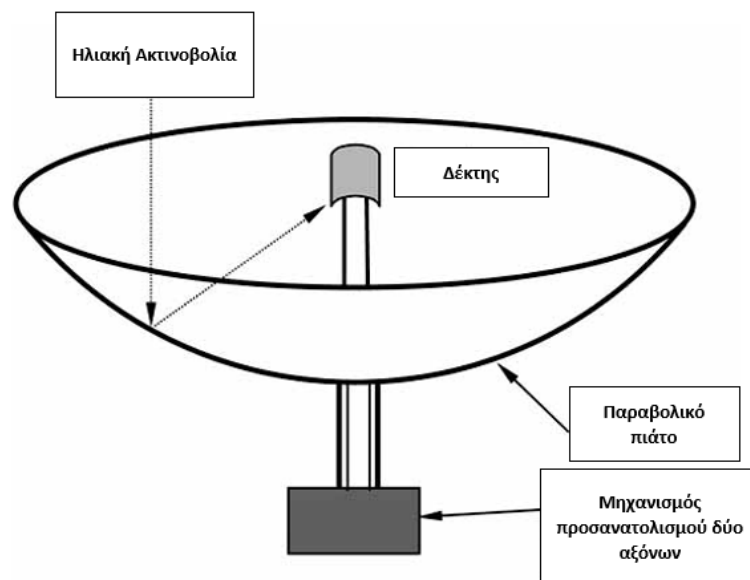 Ηλιακή Ακτινοβολία
Δέκτης
Παραβολικό
πιάτο
Μηχανισμός
προσανατολισμού δύο
αξόνων